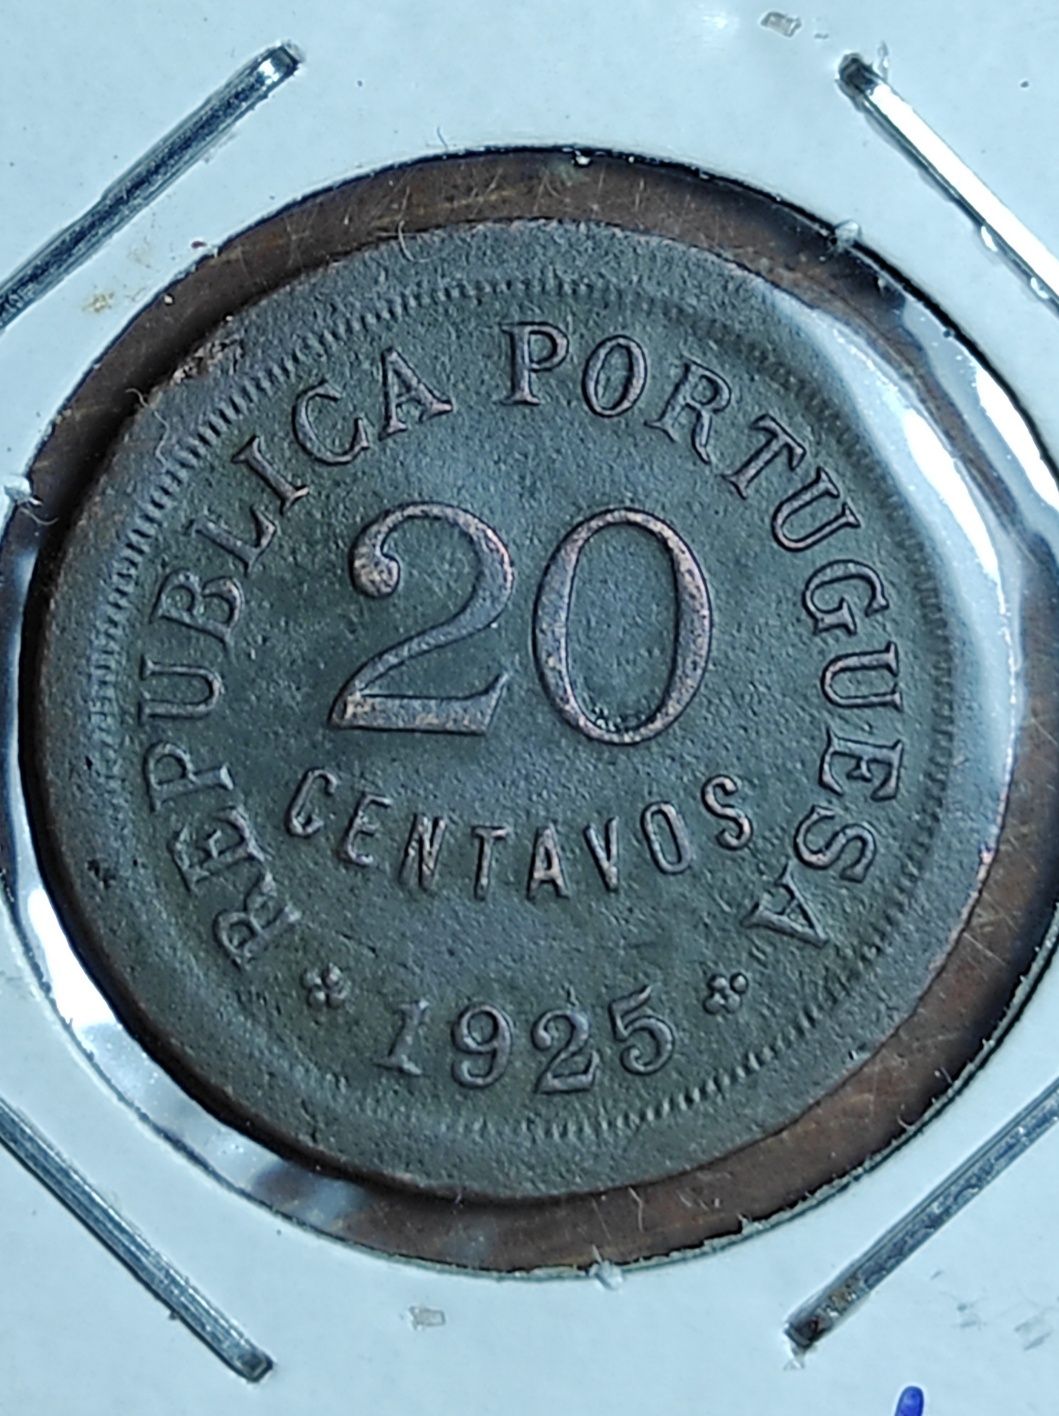 REPUBLICA PORTUGUESA
20
CENTAVOS
1925